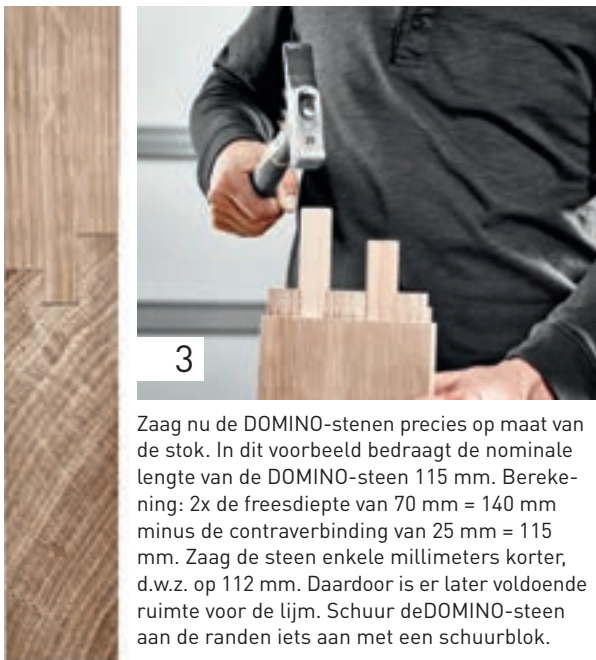 3
Zaag nu de DOMINO-stenen precies op maat van
de stok. In dit voorbeeld bedraagt de nominale
lengte van de DOMINO-steen 115 mm. Bereke-
ning: 2x de freesdiepte van 70 mm = 140 mm
minus de contraverbinding van 25 mm = 115
mm. Zaag de steen enkele millimeters korter,
d.w.z. op 112 mm. Daardoor is er later voldoende
ruimte voor de lijm. Schuur deDOMINO-steen
aan de randen iets aan met een schuurblok.